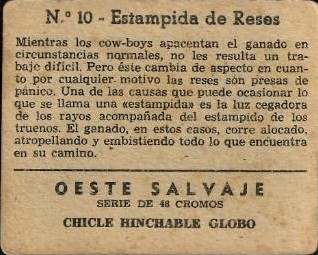 N.º 10 - Estampida de Reses
Mientras los cow-boys apacentan el ganado en
circunstancias normales, no les resulta un tra-
baje difícil. Pero éste cambia de aspecto en cuan-
to por cualquier motivo las reses son presas de
pánico. Una de las causas que puede ocasionar lo
que se llama una «estampida» es la luz cegadora
de los rayos acompañada del estampido de los
truenos. El ganado, en estos casos, corre alocado,
atropellando y embistiendo todo lo que encuentra
en su camino.
OESTE SALVAJE
SERIE DE 48 CROMOS
CHICLE HINCHABLE GLOBO